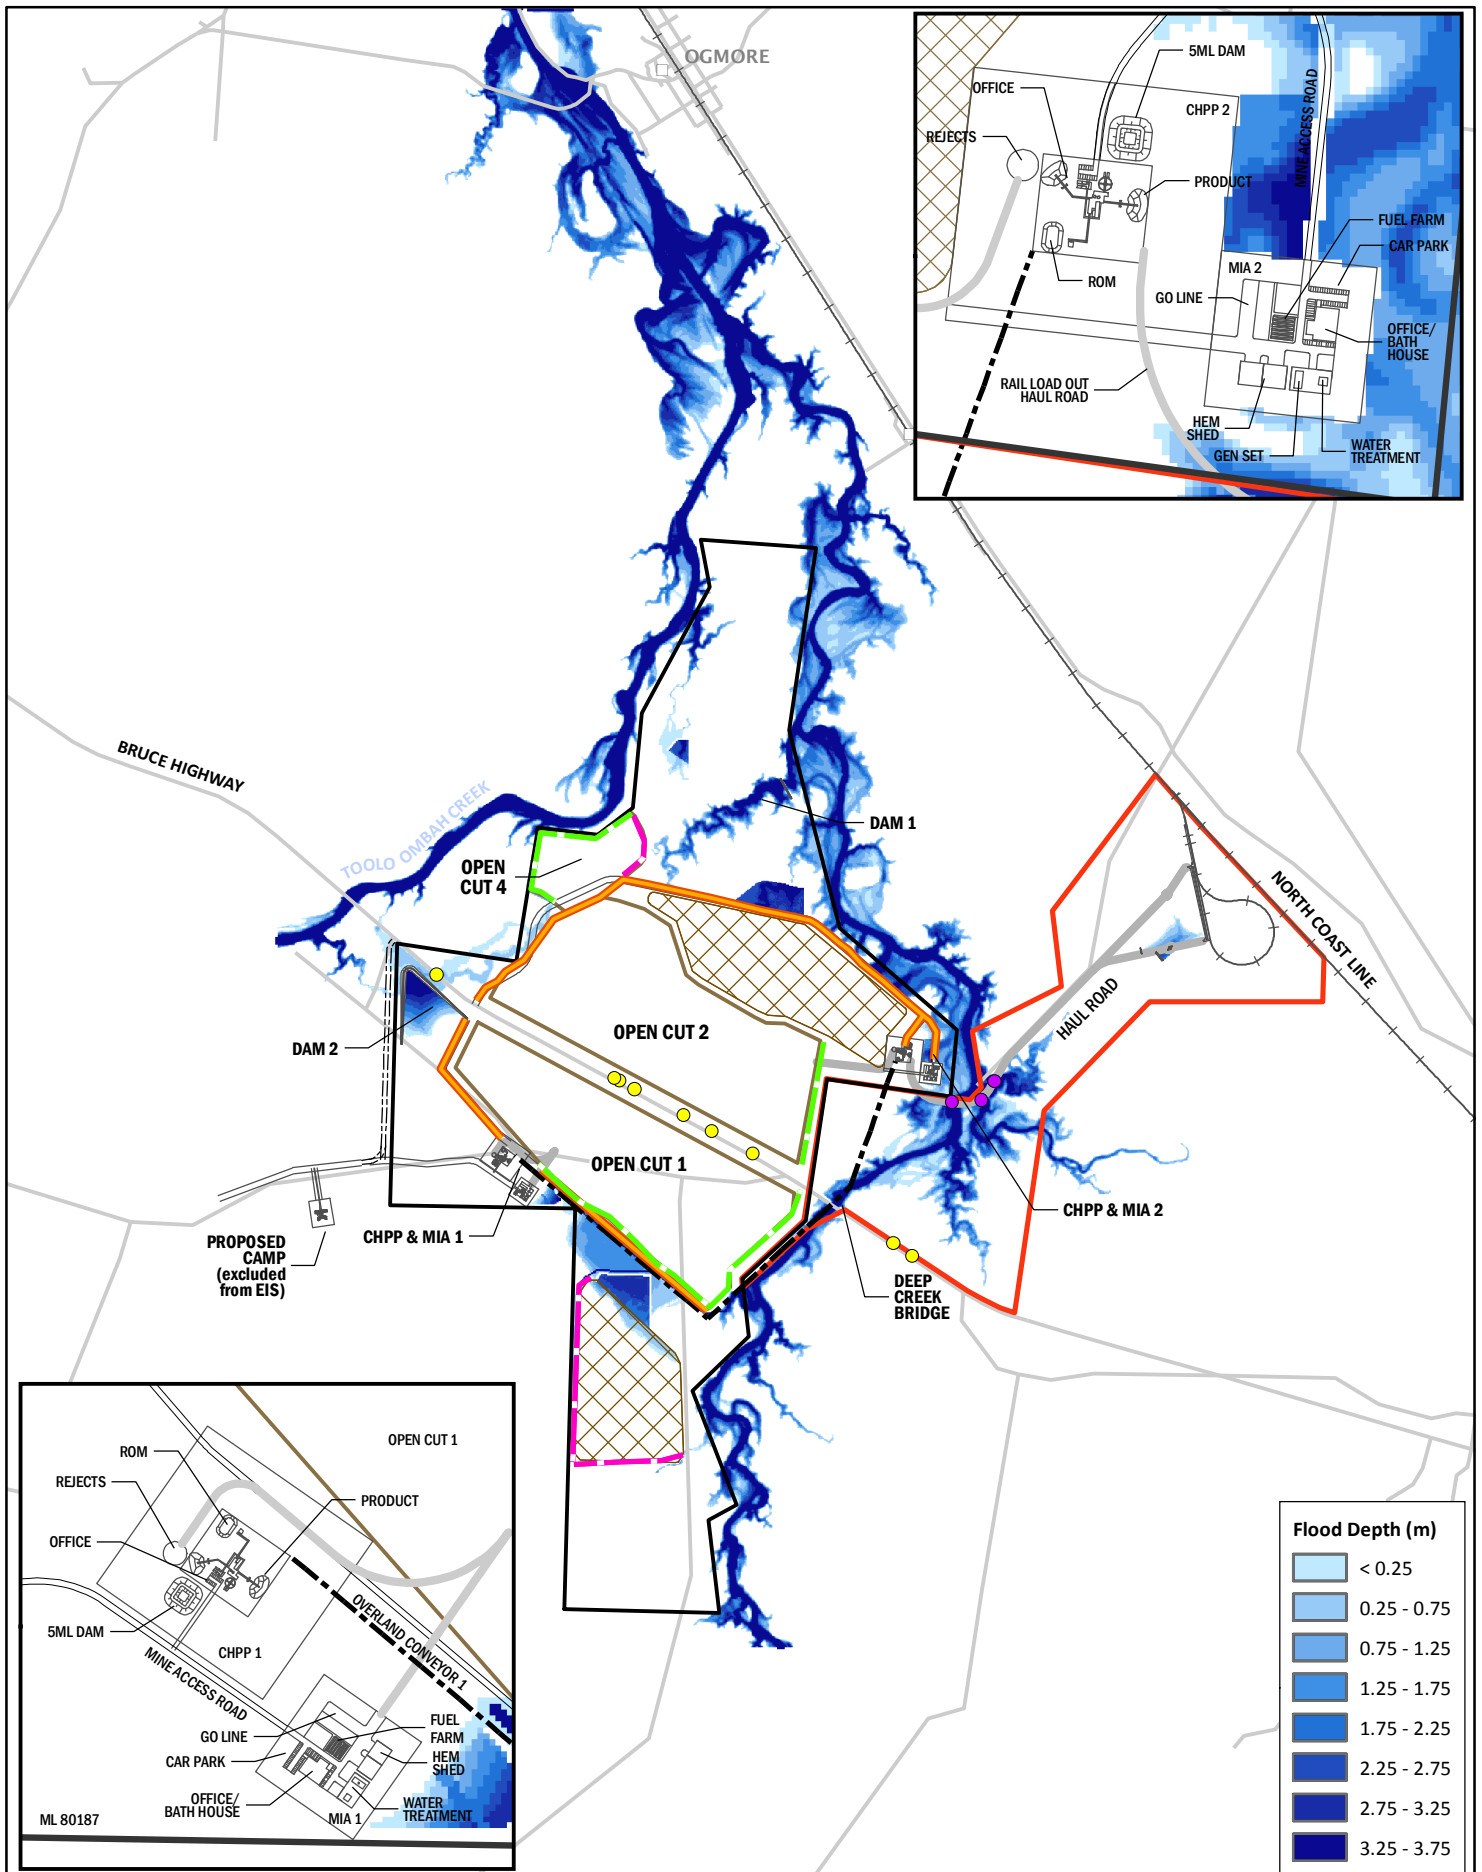 OGMORE
5ML DAM
OFFICE
CHPP 2
REJECTS
MINE ACCESS ROAD
PRODUCT
FUEL FARM
CAR PARK
MIA 2
ROM
GO LINE
OFFICE/
BATH
HOUSE
RAIL LOAD OUT
HAUL ROAD
HEM
SHED
GEN SET
WATER
TREATMENT
BRUCE HIGHWAY
TOOLO OMBAH CREEK
DAM 1
OPEN
CUT 4
NORTH COAST LINE
HAUL ROAD
OPEN CUT 2
DAM 2
OPEN CUT 1
CHPP & MIA 1
CHPP & MIA 2
PROPOSED
CAMP
(excluded
from EIS)
DEEP
CREEK
BRIDGE
OPEN CUT 1
ROM
REJECTS
PRODUCT
OFFICE
5ML DAM
CHPP 1
OVERLAND CONVEYOR 1
MINE ACCESS ROAD
GO LINE
FUEL
FARM
CAR PARK
HEM
SHED
OFFICE/
BATH HOUSE
WATER
TREATMENT
MIA 1
ML 80187
Flood Depth (m)
< 0.25
0.25 - 0.75
0.75 - 1.25
1.25 - 1.75
1.75 - 2.25
2.25 - 2.75
2.75 - 3.25
3.25 - 3.75